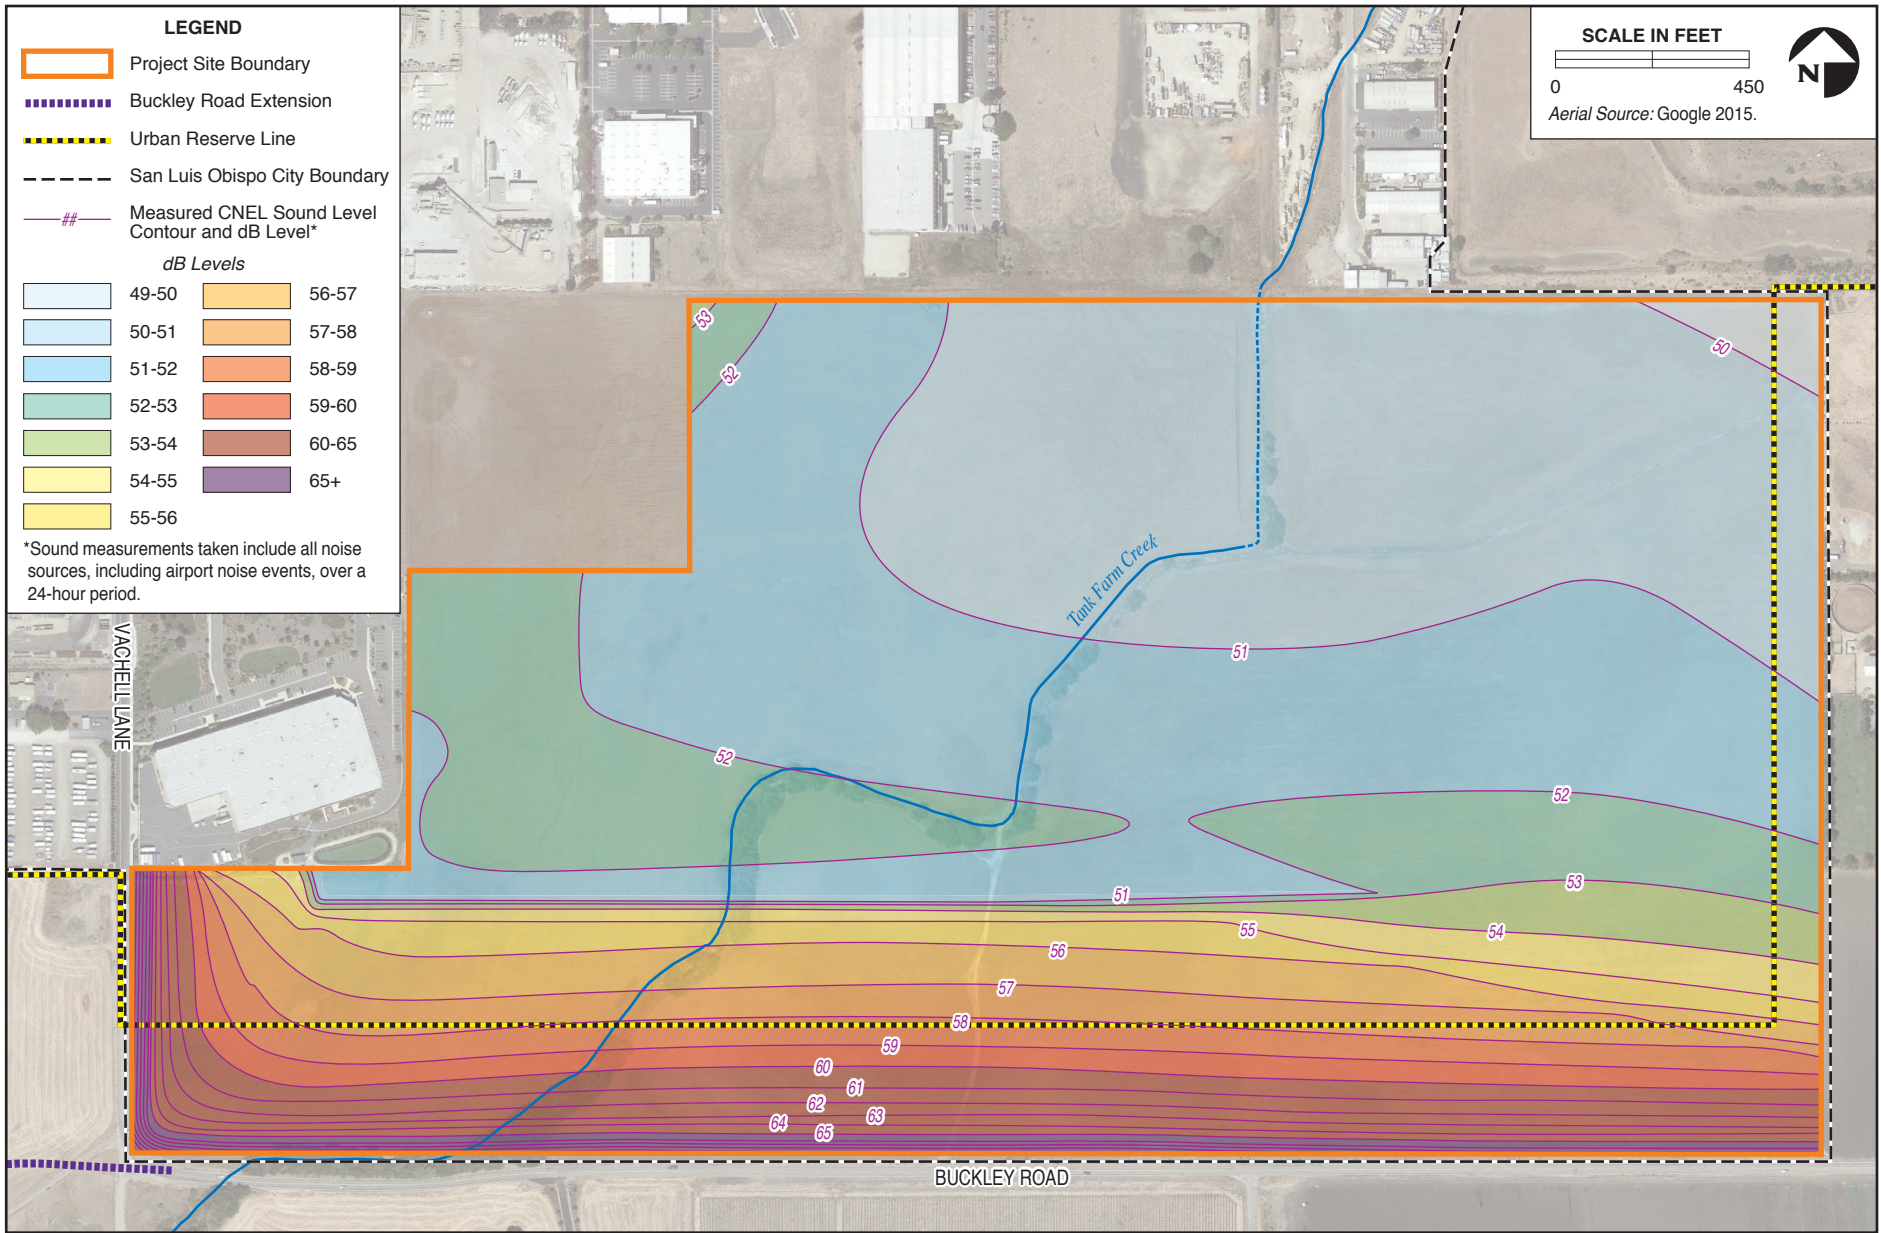 LEGEND
Project Site Boundary
Buckley Road Extension
Urban Reserve Line
San Luis Obispo City Boundary
##
Measured CNEL Sound Level
Contour and dB Level*
dB Levels
49-50
56-57
50-51
57-58
51-52
58-59
52-53
59-60
53-54
60-65
54-55
65+
55-56
*Sound measurements taken include all noise
sources, including airport noise events, over a
24-hour period.
SCALE IN FEET
0
450
Aerial Source: Google 2015.
N
53
52
50
Tank Farm Creek
51
VACHELL LANE
52
52
53
51
55
54
56
57
58
59
60
61
62
63
64
65
BUCKLEY ROAD